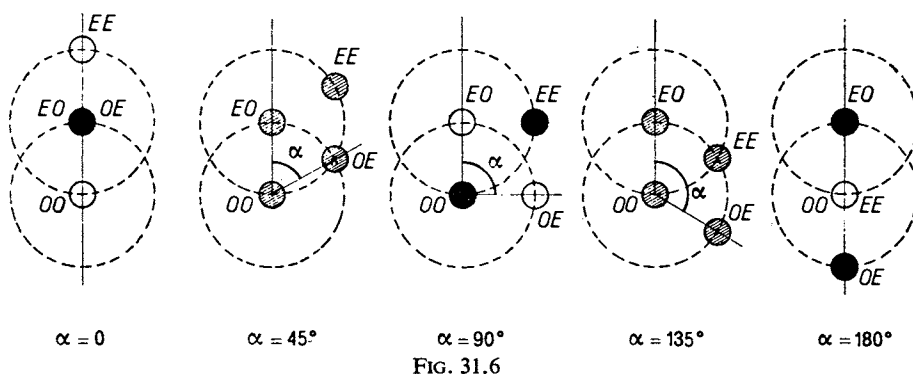 EE
EO OE
OO
α = 0
EE
EO
α
OE
OO
α = 45°
EO
EE
α
OO
OE
α = 90°
EO
EE
α
OO
OE
α = 135°
EO
OO EE
OE
α = 180°
FIG. 31.6